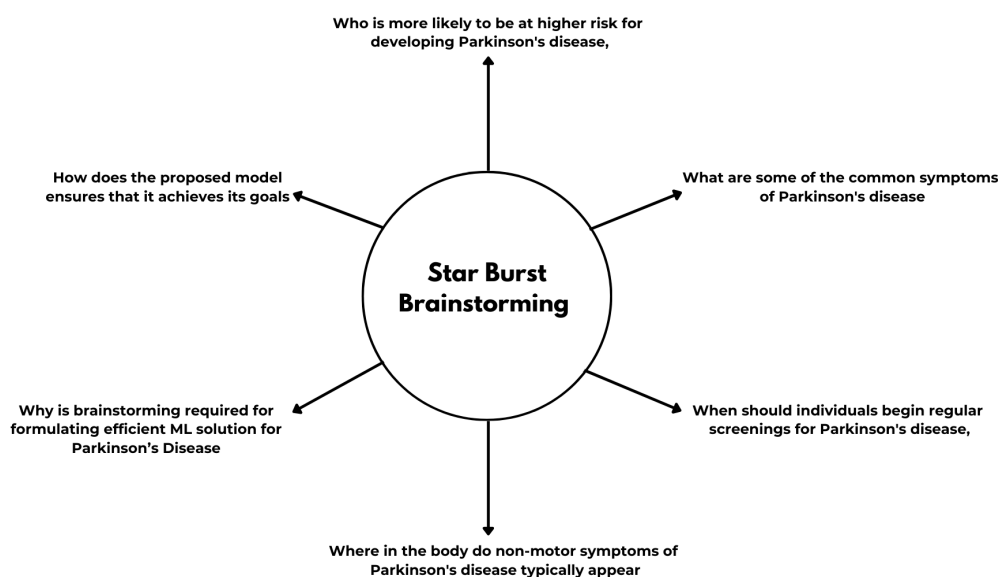 Who is more likely to be at higher risk for
developing Parkinson's disease,
How does the proposed model
ensures that it achieves its goals
What are some of the common symptoms
of Parkinson's disease
Star Burst
Brainstorming
Why is brainstorming required for
formulating efficient ML solution for
Parkinson’s Disease
When should individuals begin regular
screenings for Parkinson's disease,
Where in the body do non-motor symptoms of
Parkinson's disease typically appear